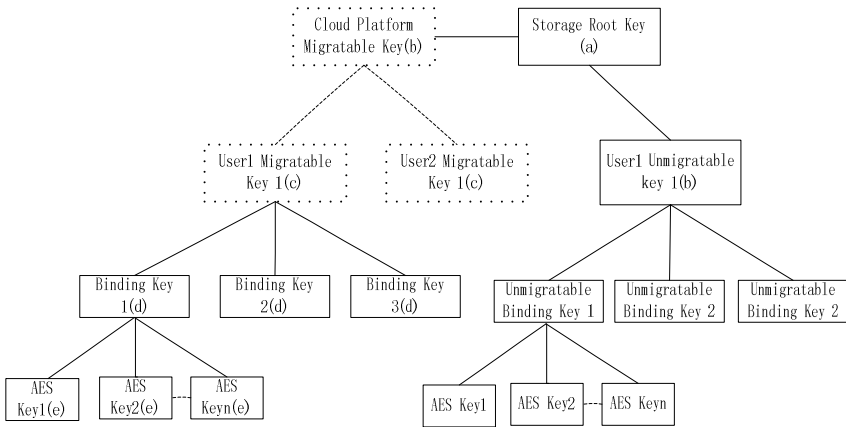 Cloud Platform
Migratable Key(b)
Storage Root Key
(a)
User1 Migratable
Key 1(c)
User2 Migratable
Key 1(c)
User1 Unmigratable
key 1(b)
Binding Key
1(d)
Binding Key
2(d)
Binding Key
3(d)
Unmigratable
Binding Key 1
Unmigratable
Binding Key 2
Unmigratable
Binding Key 2
AES
Key1(e)
AES
Key2(e)
AES
Keyn(e)
AES Key1
AES Key2
AES Keyn